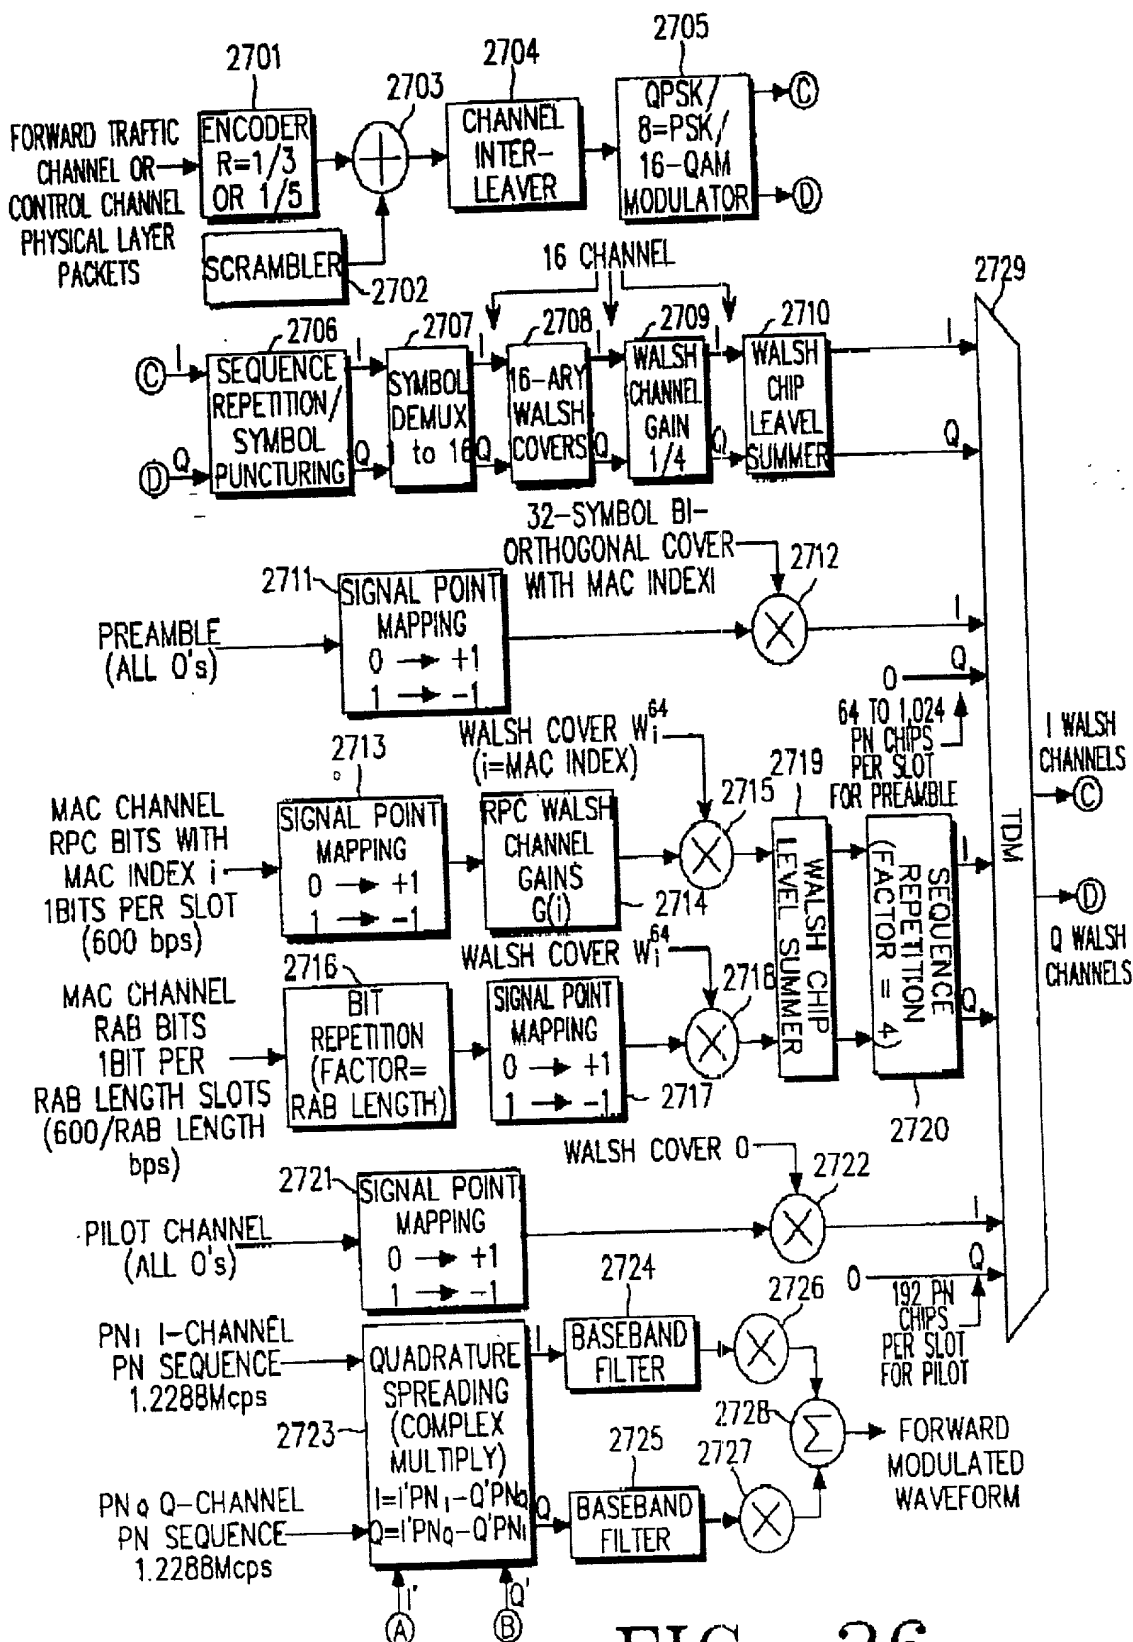 2701
2703
2704
2705
FORWARD TRAFFIC
CHANNEL OR
CONTROL CHANNEL
PHYSICAL LAYER
PACKETS
ENCODER
R=1/3
OR 1/5
SCRAMBLER
2702
CHANNEL
INTER-
LEAVER
QPSK/
8=PSK/
16-QAM
MODULATOR
C
D
16 CHANNEL
2706
2707
2708
2709
2710
2729
C
I
D
Q
SEQUENCE
REPETITION/
SYMBOL
PUNCTURING
I
Q
SYMBOL
DEMUX
to 16
I
Q
16-ARY
WALSH
COVERS
I
Q
WALSH
CHANNEL
GAIN
1/4
I
Q
WALSH
CHIP
LEAVEL
SUMMER
I
Q
32-SYMBOL BI-
ORTHOGONAL COVER
WITH MAC INDEXI
2711
2712
PREAMBLE
(ALL 0's)
SIGNAL POINT
MAPPING
0 → +1
1 → -1
I
0
Q
64 TO 1,024
PN CHIPS
PER SLOT
FOR PREAMBLE
2713
WALSH COVER W_i^64
(i=MAC INDEX)
2715
2719
MAC CHANNEL
RPC BITS WITH
MAC INDEX i
1BITS PER SLOT
(600 bps)
SIGNAL POINT
MAPPING
0 → +1
1 → -1
RPC WALSH
CHANNEL
GAINS
G(i)
2714
WALSH CHIP
LEVEL SUMMER
SEQUENCE
REPETITION
(FACTOR = 4)
I
Q
TDM
I WALSH
CHANNELS
C
D
Q WALSH
CHANNELS
WALSH COVER W_i^64
2716
2718
MAC CHANNEL
RAB BITS
1BIT PER
RAB LENGTH SLOTS
(600/RAB LENGTH
bps)
BIT
REPETITION
(FACTOR=
RAB LENGTH)
SIGNAL POINT
MAPPING
0 → +1
1 → -1
2717
2720
WALSH COVER 0
2721
2722
PILOT CHANNEL
(ALL 0's)
SIGNAL POINT
MAPPING
0 → +1
1 → -1
I
0
Q
192 PN
CHIPS
PER SLOT
FOR PILOT
2724
2726
PNI I-CHANNEL
PN SEQUENCE
1.2288Mcps
2723
QUADRATURE
SPREADING
(COMPLEX
MULTIPLY)
I=I'PNI-Q'PNQ
Q=I'PNQ-Q'PNI
I
BASEBAND
FILTER
2728
Σ
FORWARD
MODULATED
WAVEFORM
2725
2727
PNQ Q-CHANNEL
PN SEQUENCE
1.2288Mcps
Q
BASEBAND
FILTER
I'
Q'
A
B
FIG. 26